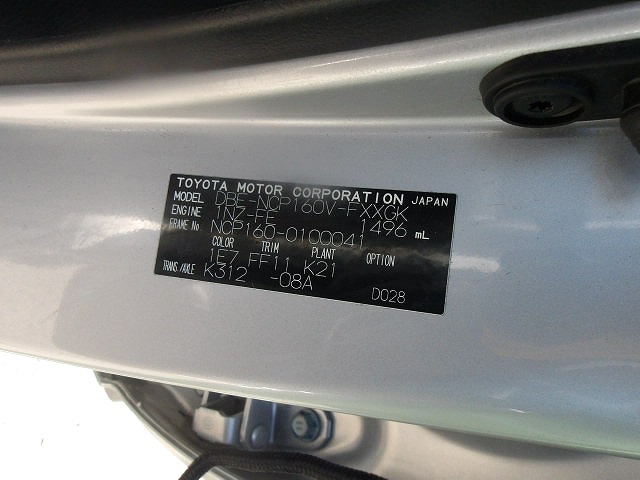 TOYOTA MOTOR CORPORATION JAPAN
MODEL DBE-NCP160V-FXXGK
ENGINE 1NZ-FE 1496 mL
FRAME No NCP160-0100041
COLOR TRIM PLANT OPTION
1E7 FF11 K21
TRANS./AXLE K312 -08A
D028